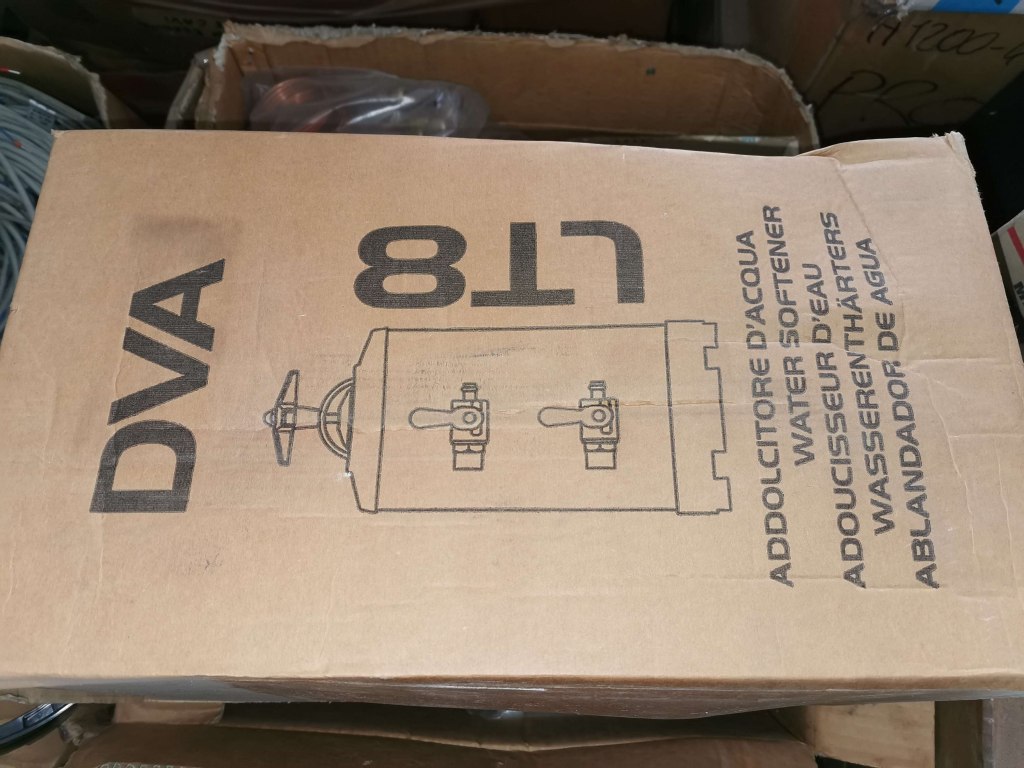 DVA
LT8
ADDOLCITORE D'ACQUA
WATER SOFTENER
ADOUCISSEUR D'EAU
WASSERENTHÄRTERS
ABLANDADOR DE AGUA